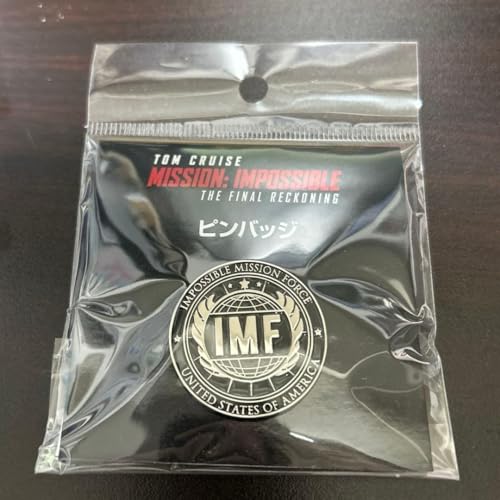 TOM CRUISE
MISSION: IMPOSSIBLE
THE FINAL RECKONING
ピンバッジ
IMPOSSIBLE MISSION FORCE
IMF
UNITED STATES OF AMERICA